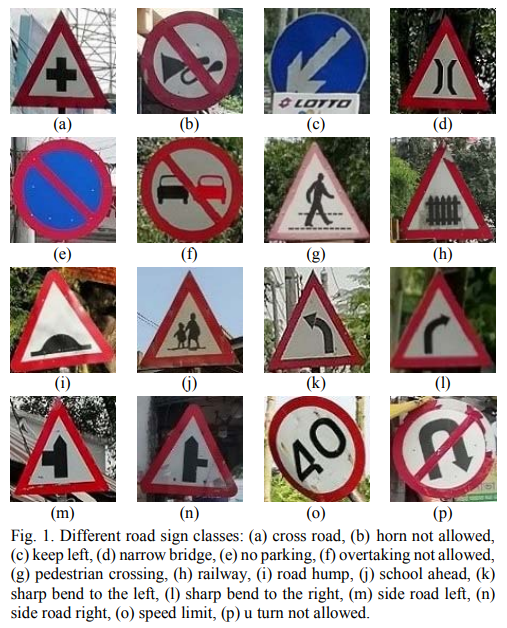 LOTTO
(a) (b) (c) (d)
(e) (f) (g) (h)
(i) (j) (k) (l)
40
(m) (n) (o) (p)
Fig. 1. Different road sign classes: (a) cross road, (b) horn not allowed,
(c) keep left, (d) narrow bridge, (e) no parking, (f) overtaking not allowed,
(g) pedestrian crossing, (h) railway, (i) road hump, (j) school ahead, (k)
sharp bend to the left, (l) sharp bend to the right, (m) side road left, (n)
side road right, (o) speed limit, (p) u turn not allowed.